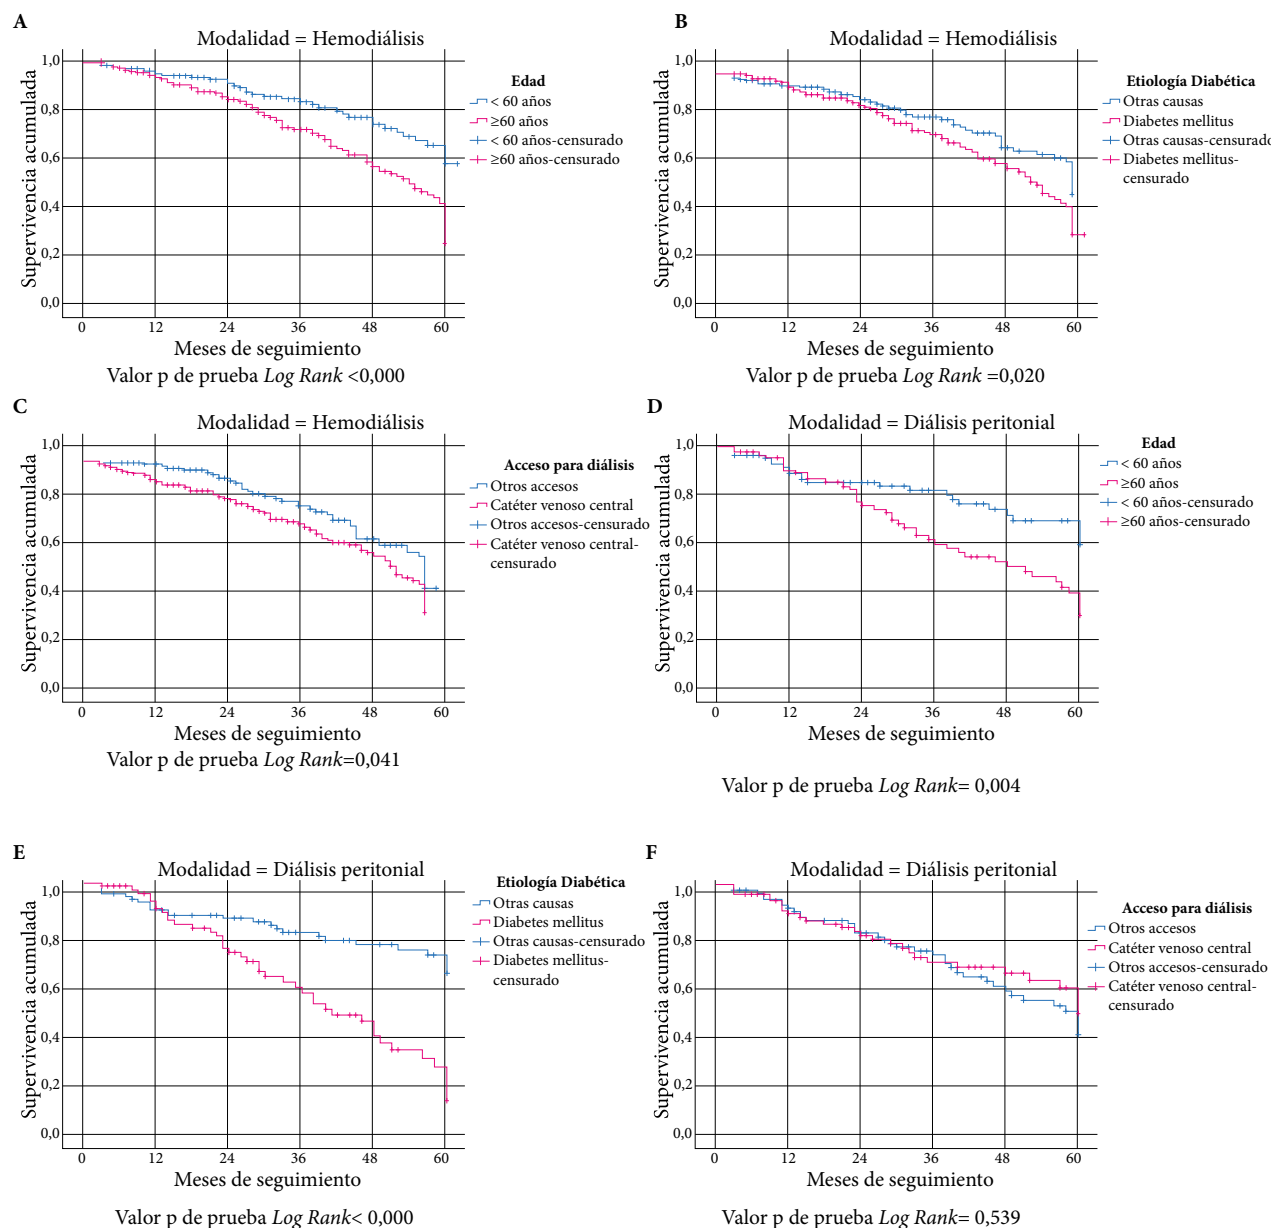 A
Modalidad = Hemodiálisis
Supervivencia acumulada
1,0
0,8
0,6
0,4
0,2
0,0
0 12 24 36 48 60
Meses de seguimiento
Valor p de prueba Log Rank <0,000
Edad
< 60 años
≥60 años
< 60 años-censurado
≥60 años-censurado
B
Modalidad = Hemodiálisis
Supervivencia acumulada
1,0
0,8
0,6
0,4
0,2
0,0
0 12 24 36 48 60
Meses de seguimiento
Valor p de prueba Log Rank =0,020
Etiología Diabética
Otras causas
Diabetes mellitus
Otras causas-censurado
Diabetes mellitus-
censurado
C
Modalidad = Hemodiálisis
Supervivencia acumulada
1,0
0,8
0,6
0,4
0,2
0,0
0 12 24 36 48 60
Meses de seguimiento
Valor p de prueba Log Rank=0,041
Acceso para diálisis
Otros accesos
Catéter venoso central
Otros accesos-censurado
Catéter venoso central-
censurado
D
Modalidad = Diálisis peritonial
Supervivencia acumulada
1,0
0,8
0,6
0,4
0,2
0,0
0 12 24 36 48 60
Meses de seguimiento
Valor p de prueba Log Rank= 0,004
Edad
< 60 años
≥60 años
< 60 años-censurado
≥60 años-censurado
E
Modalidad = Diálisis peritonial
Supervivencia acumulada
1,0
0,8
0,6
0,4
0,2
0,0
0 12 24 36 48 60
Meses de seguimiento
Valor p de prueba Log Rank< 0,000
Etiología Diabética
Otras causas
Diabetes mellitus
Otras causas-censurado
Diabetes mellitus-
censurado
F
Modalidad = Diálisis peritonial
Supervivencia acumulada
1,0
0,8
0,6
0,4
0,2
0,0
0 12 24 36 48 60
Meses de seguimiento
Valor p de prueba Log Rank= 0,539
Acceso para diálisis
Otros accesos
Catéter venoso central
Otros accesos-censurado
Catéter venoso central-
censurado